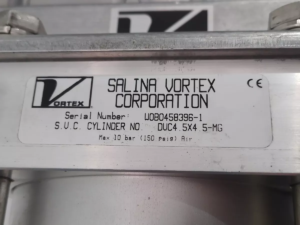 SALINA VORTEX
CORPORATION
VORTEX
CE
Serial Number W080458396-1
S.V.C. CYLINDER NO DVC4.5X4.5-MG
Max 10 bar (150 psig) Air